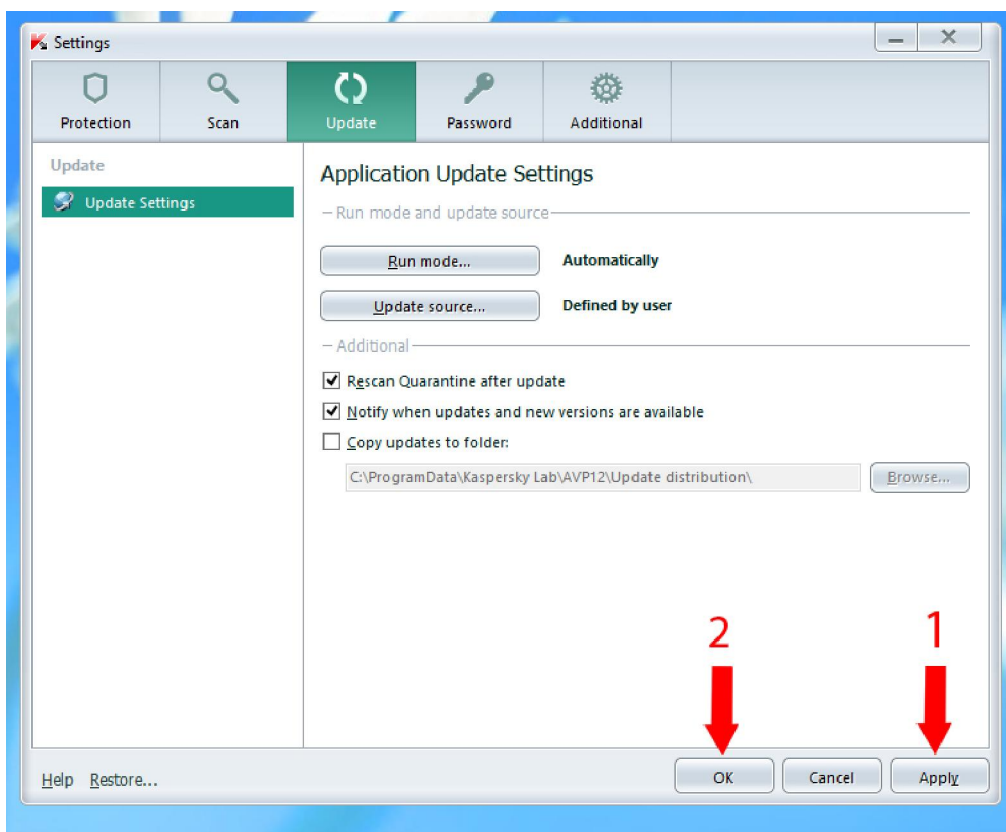 Settings
Protection
Scan
Update
Password
Additional
Update
Update Settings
Application Update Settings
Run mode and update source
Run mode...
Automatically
Update source...
Defined by user
Additional
Rescan Quarantine after update
Notify when updates and new versions are available
Copy updates to folder:
C:\ProgramData\Kaspersky Lab\AVP12\Update distribution\
Browse...
2
1
Help
Restore...
OK
Cancel
Apply